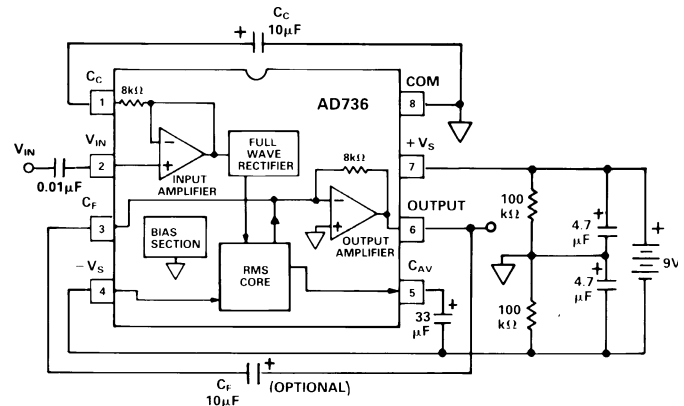 C_C
10μF
+
C_C
8kΩ
1
AD736
COM
8
V_IN
V_IN
2
0.01μF
−
+
INPUT
AMPLIFIER
FULL
WAVE
RECTIFIER
+V_S
7
8kΩ
C_F
3
BIAS
SECTION
−
+
OUTPUT
AMPLIFIER
OUTPUT
6
−V_S
4
RMS
CORE
C_AV
5
+
33
μF
100
kΩ
100
kΩ
+
4.7
μF
+
4.7
μF
+
9V
C_F
10μF
+
(OPTIONAL)